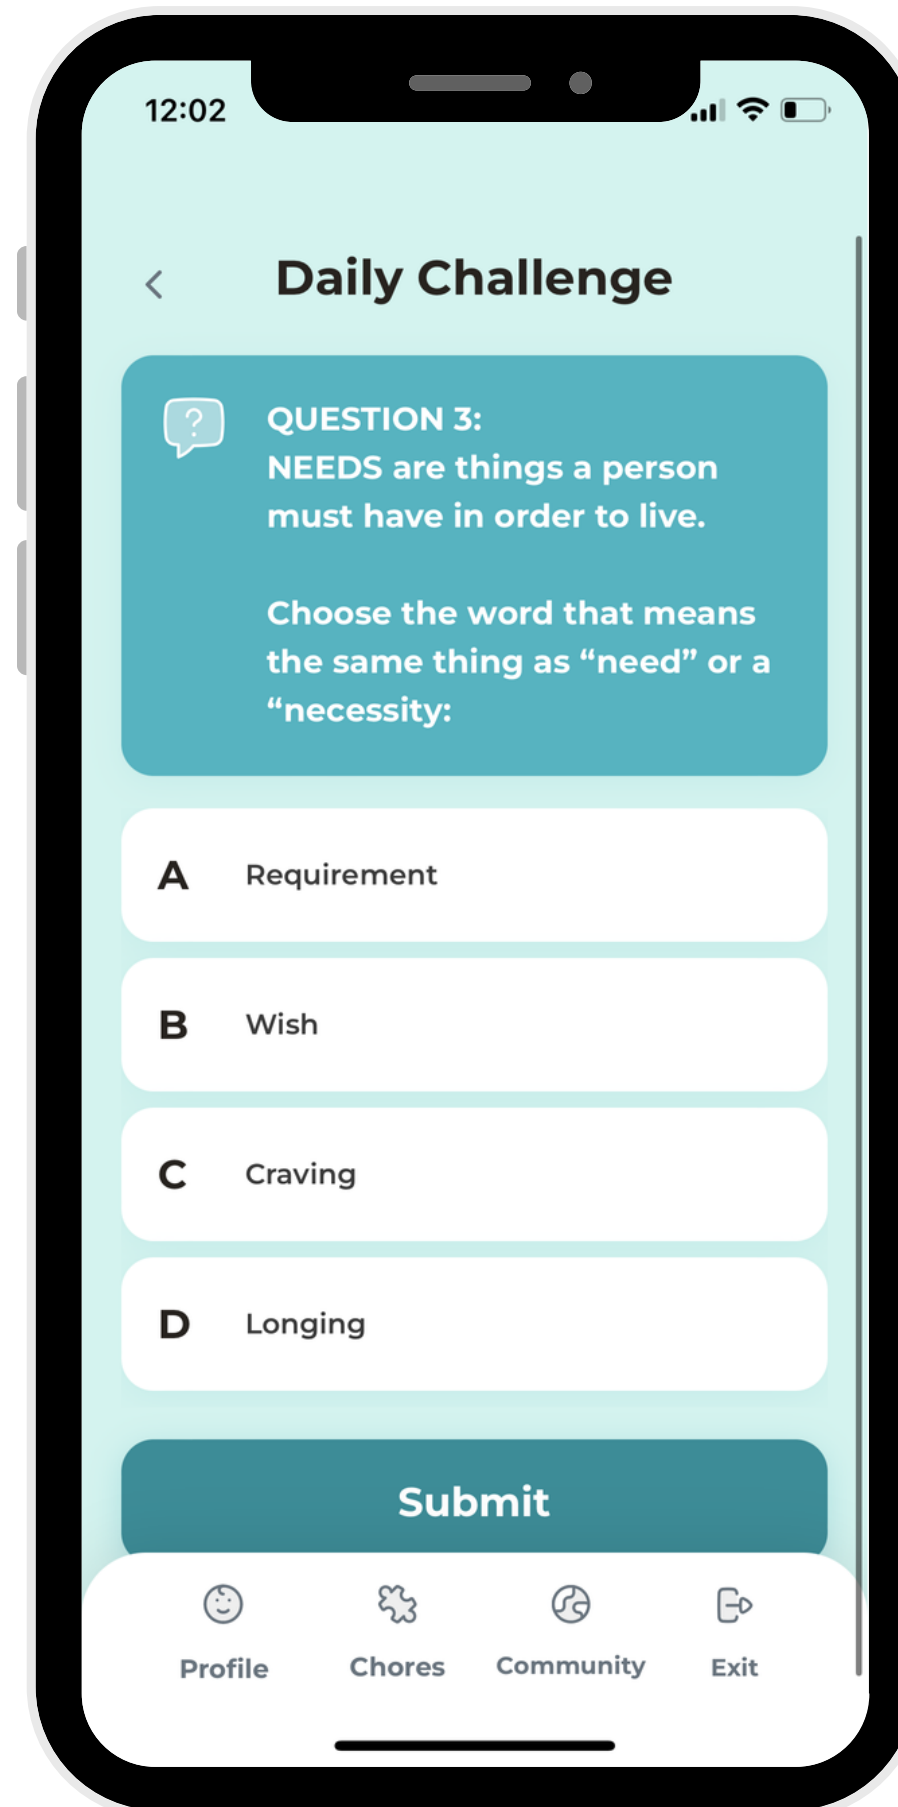 12:02
Daily Challenge
?
QUESTION 3:
NEEDS are things a person
must have in order to live.
Choose the word that means
the same thing as “need” or a
“necessity:
A Requirement
B Wish
C Craving
D Longing
Submit
Profile Chores Community Exit